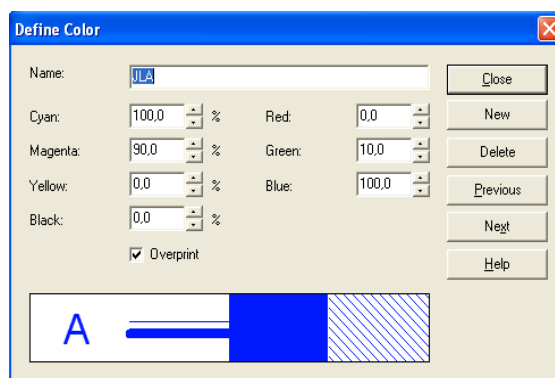 Define Color
Name: JLA Close
Cyan: 100,0 % Red: 0,0 New
Magenta: 90,0 % Green: 10,0 Delete
Yellow: 0,0 % Blue: 100,0 Previous
Black: 0,0 % Next
Overprint Help
A